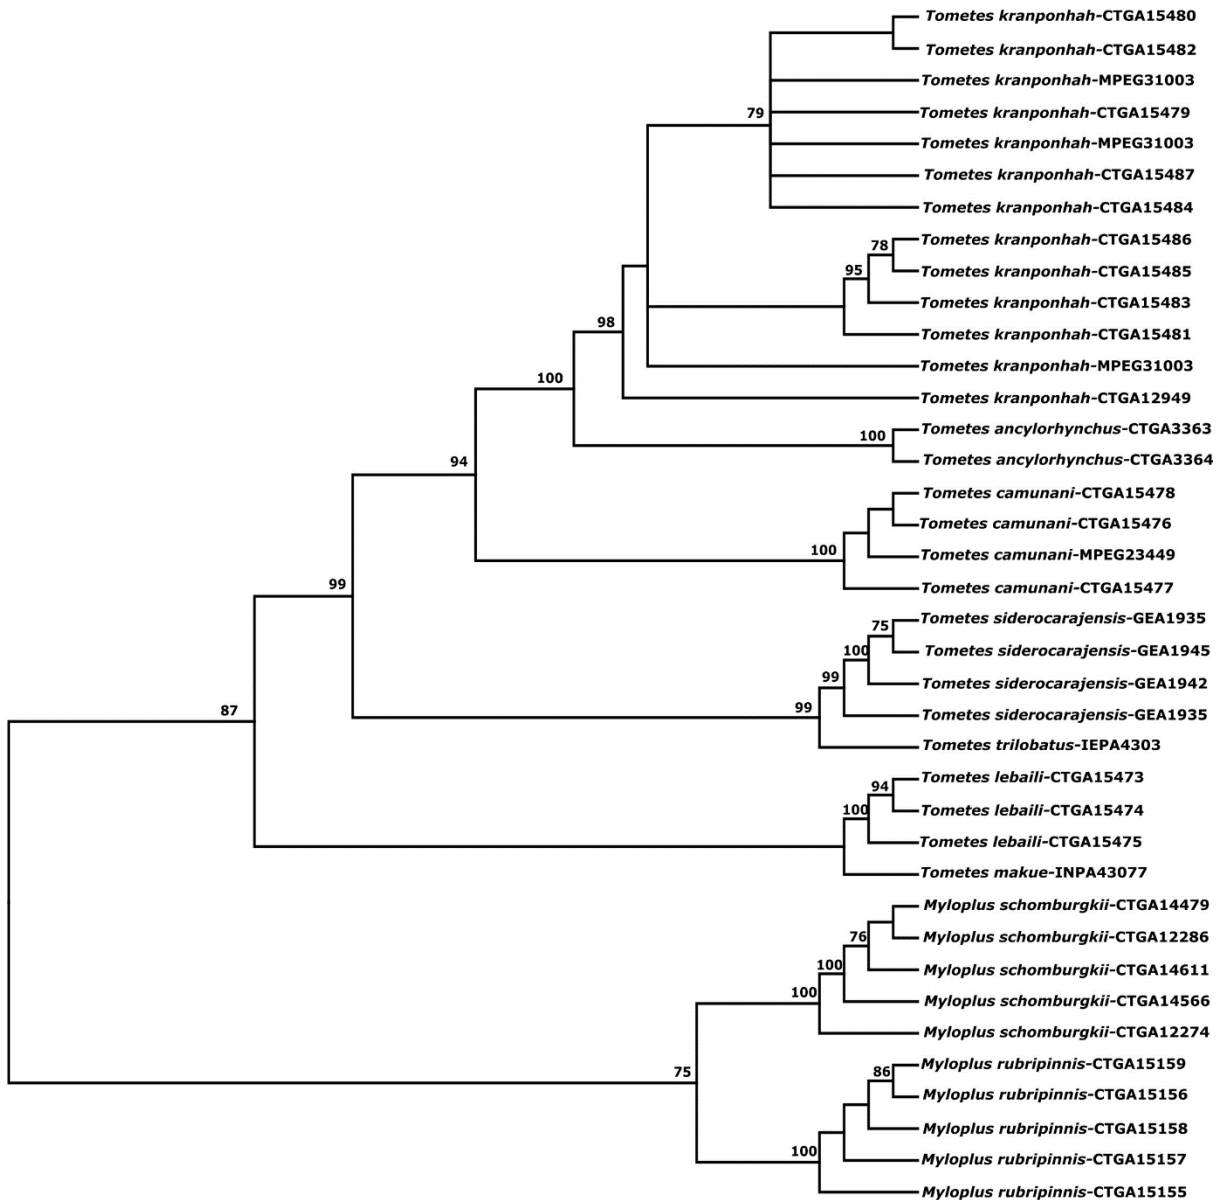 Tometes kranponhah-CTGA15480
Tometes kranponhah-CTGA15482
Tometes kranponhah-MPEG31003
79
Tometes kranponhah-CTGA15479
Tometes kranponhah-MPEG31003
Tometes kranponhah-CTGA15487
Tometes kranponhah-CTGA15484
Tometes kranponhah-CTGA15486
78
95
Tometes kranponhah-CTGA15485
Tometes kranponhah-CTGA15483
98
Tometes kranponhah-CTGA15481
Tometes kranponhah-MPEG31003
100
Tometes kranponhah-CTGA12949
Tometes ancylorhynchus-CTGA3363
100
Tometes ancylorhynchus-CTGA3364
94
Tometes camunani-CTGA15478
Tometes camunani-CTGA15476
100
Tometes camunani-MPEG23449
Tometes camunani-CTGA15477
99
Tometes siderocarajensis-GEA1935
75
100
Tometes siderocarajensis-GEA1945
99
Tometes siderocarajensis-GEA1942
87
99
Tometes siderocarajensis-GEA1935
Tometes trilobatus-IEPA4303
Tometes lebaili-CTGA15473
94
100
Tometes lebaili-CTGA15474
Tometes lebaili-CTGA15475
Tometes makue-INPA43077
Myloplus schomburgkii-CTGA14479
76
Myloplus schomburgkii-CTGA12286
100
Myloplus schomburgkii-CTGA14611
100
Myloplus schomburgkii-CTGA14566
Myloplus schomburgkii-CTGA12274
75
86
Myloplus rubripinnis-CTGA15159
Myloplus rubripinnis-CTGA15156
Myloplus rubripinnis-CTGA15158
100
Myloplus rubripinnis-CTGA15157
Myloplus rubripinnis-CTGA15155